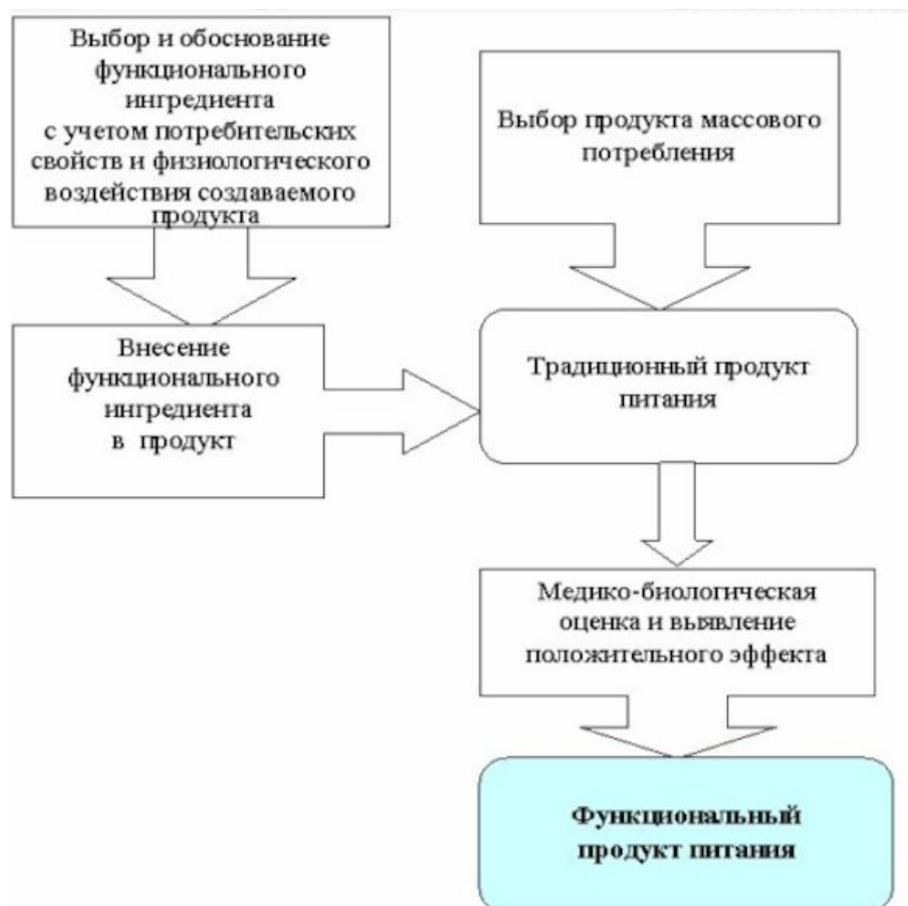 Выбор и обоснование
функционального
ингредиента
с учетом потребительских
свойств и физиологического
воздействия создаваемого
продукта
Выбор продукта массового
потребления
Внесение
функционального
ингредиента
в продукт
Традиционный продукт
питания
Медико-биологическая
оценка и выявление
положительного эффекта
Функциональный
продукт питания